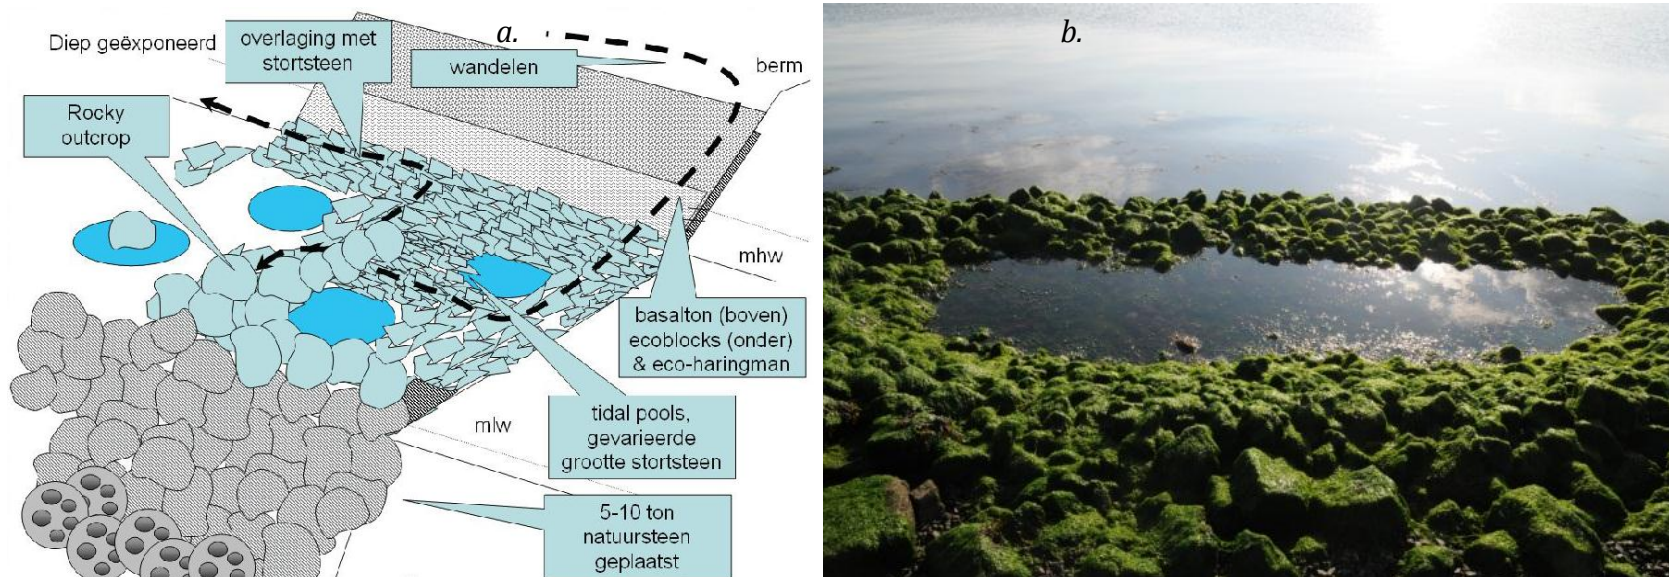 Diep geëxponeerd
overlaging met
stortsteen
a.
wandelen
berm
Rocky
outcrop
mhw
basalton (boven)
ecoblocks (onder)
& eco-haringman
tidal pools,
gevarieerde
grootte stortsteen
mlw
5-10 ton
natuursteen
geplaatst
b.